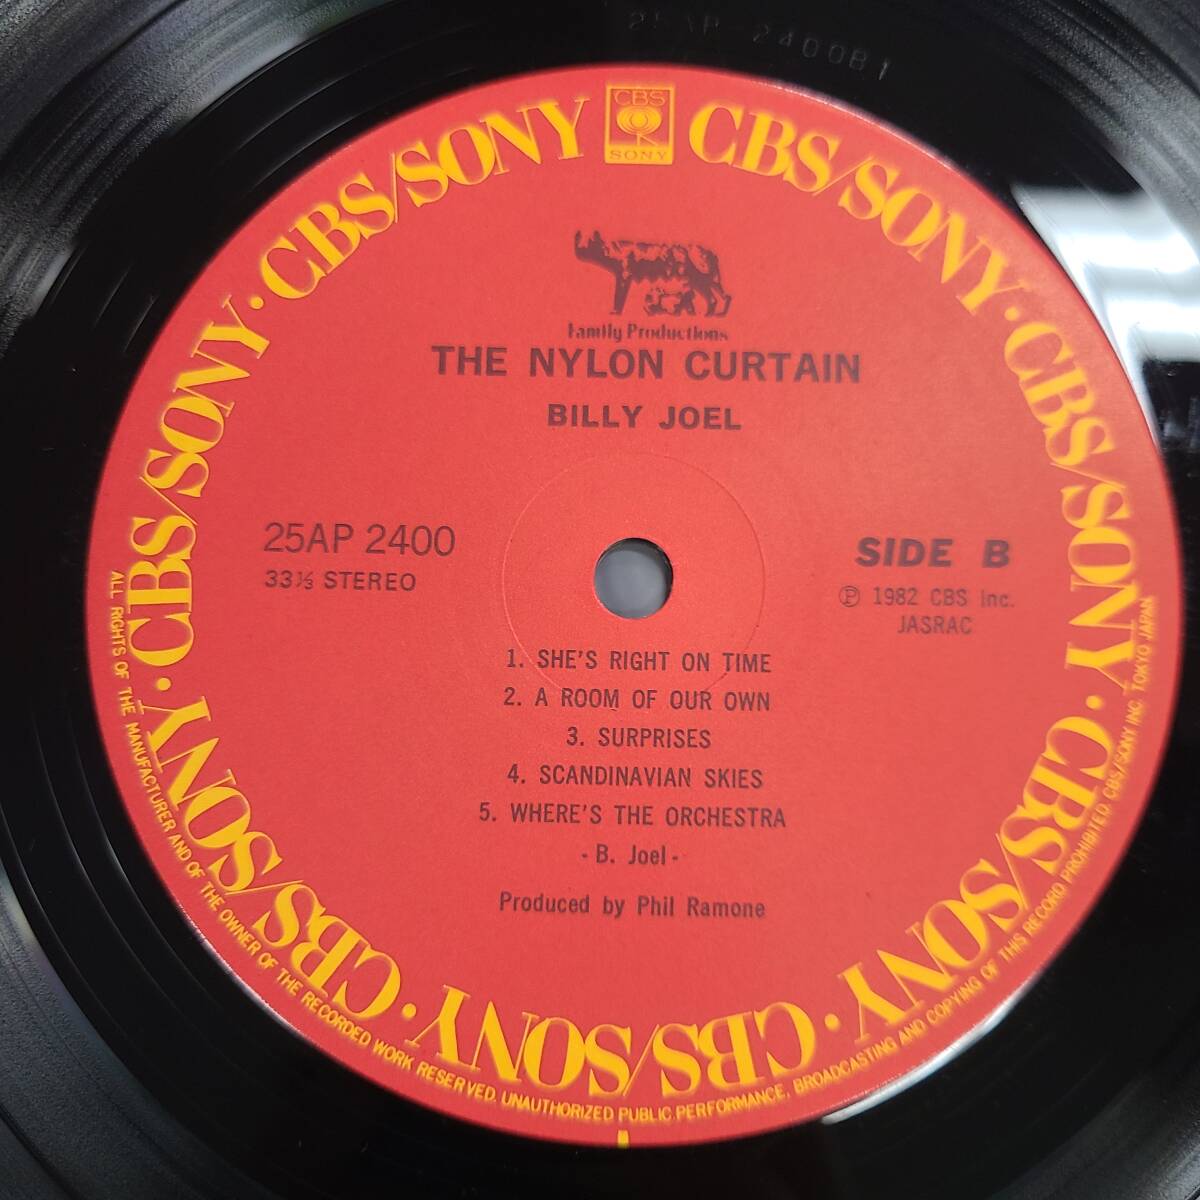 25AP 2400B1
CBS/SONY · CBS/SONY · CBS/SONY · CBS/SONY · CBS/SONY · CBS/SONY · CBS/SONY · CBS/SONY · CBS/SONY · CBS/SONY
CBS
SONY
Family Productions
THE NYLON CURTAIN
BILLY JOEL
25AP 2400
33⅓ STEREO
SIDE B
Ⓟ 1982 CBS Inc.
JASRAC
1. SHE'S RIGHT ON TIME
2. A ROOM OF OUR OWN
3. SURPRISES
4. SCANDINAVIAN SKIES
5. WHERE'S THE ORCHESTRA
- B. Joel -
Produced by Phil Ramone
ALL RIGHTS OF THE MANUFACTURER AND OF THE OWNER OF THE RECORDED WORK RESERVED. UNAUTHORIZED PUBLIC PERFORMANCE, BROADCASTING AND COPYING OF THIS RECORD PROHIBITED. CBS/SONY INC. TOKYO JAPAN